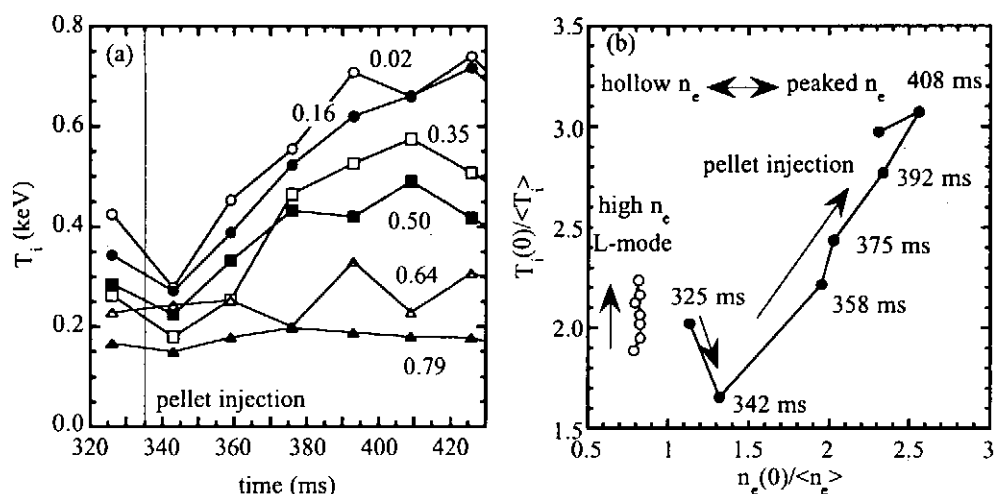 (a)
0.02
0.16
0.35
0.50
0.64
0.79
pellet injection
T_i (keV)
0.8
0.6
0.4
0.2
0.0
320 340 360 380 400 420
time (ms)
(b)
hollow n_e
peaked n_e
408 ms
pellet injection
392 ms
high n_e
L-mode
375 ms
325 ms
358 ms
342 ms
T_i(0)/<T_i>
3.5
3.0
2.5
2.0
1.5
0.5 1 1.5 2 2.5 3
n_e(0)/<n_e>